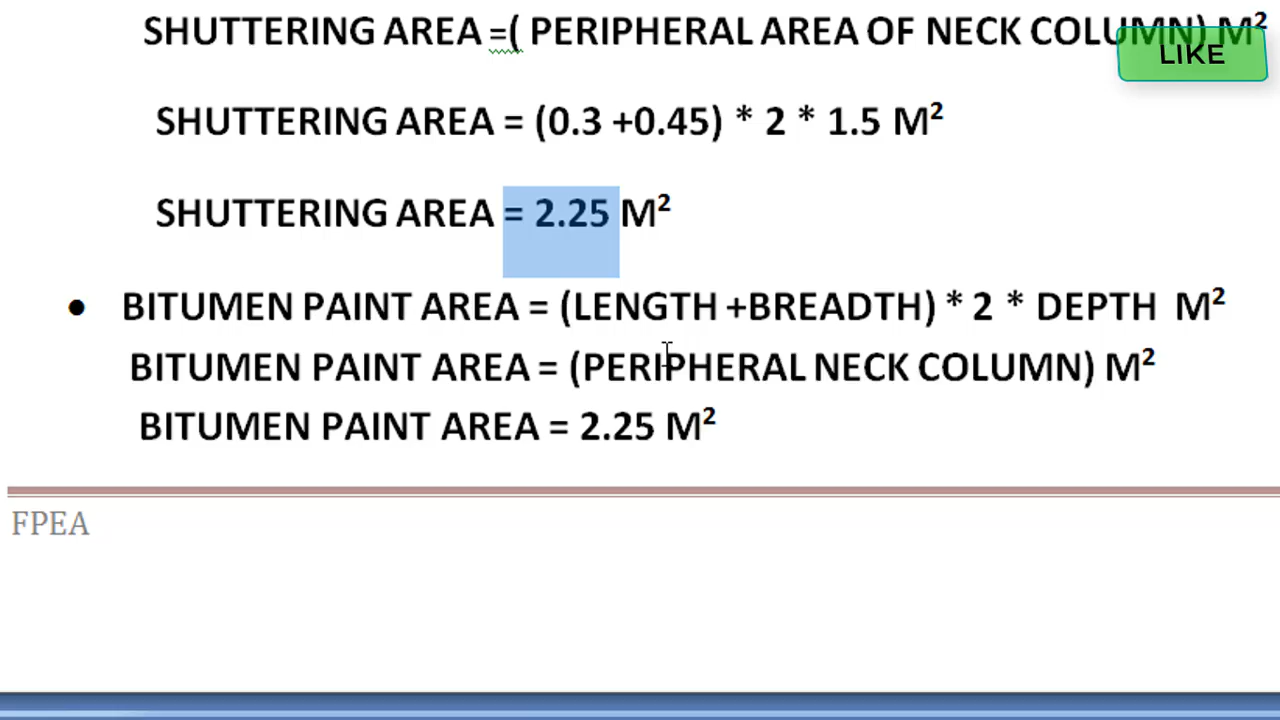 SHUTTERING AREA =( PERIPHERAL AREA OF NECK COLUMN) M²
LIKE
SHUTTERING AREA = (0.3 +0.45) * 2 * 1.5 M²
SHUTTERING AREA = 2.25 M²
• BITUMEN PAINT AREA = (LENGTH +BREADTH) * 2 * DEPTH M²
BITUMEN PAINT AREA = (PERIPHERAL NECK COLUMN) M²
BITUMEN PAINT AREA = 2.25 M²
FPEA